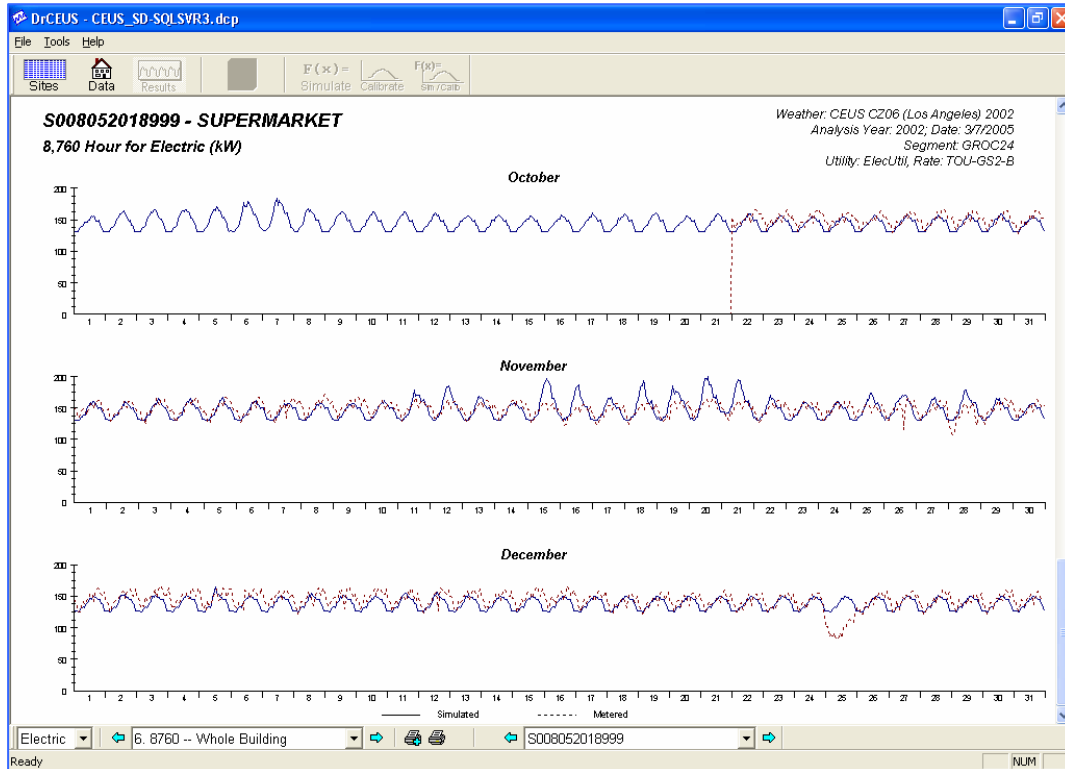 DrCEUS - CEUS_SD-SQLSVR3.dcp
File Tools Help
Sites Data Results F(x)= Simulate Calibrate F(x)= Sim/Calib
S008052018999 - SUPERMARKET
8,760 Hour for Electric (kW)
Weather: CEUS CZ06 (Los Angeles) 2002
Analysis Year: 2002; Date: 3/7/2005
Segment: GROC24
Utility: ElecUtil, Rate: TOU-GS2-B
October
200
150
100
50
0
1 2 3 4 5 6 7 8 9 10 11 12 13 14 15 16 17 18 19 20 21 22 23 24 25 26 27 28 29 30 31
November
200
150
100
50
0
1 2 3 4 5 6 7 8 9 10 11 12 13 14 15 16 17 18 19 20 21 22 23 24 25 26 27 28 29 30 31
December
200
150
100
50
0
1 2 3 4 5 6 7 8 9 10 11 12 13 14 15 16 17 18 19 20 21 22 23 24 25 26 27 28 29 30 31
Simulated Metered
Electric 6. 8760 -- Whole Building S008052018999
Ready NUM